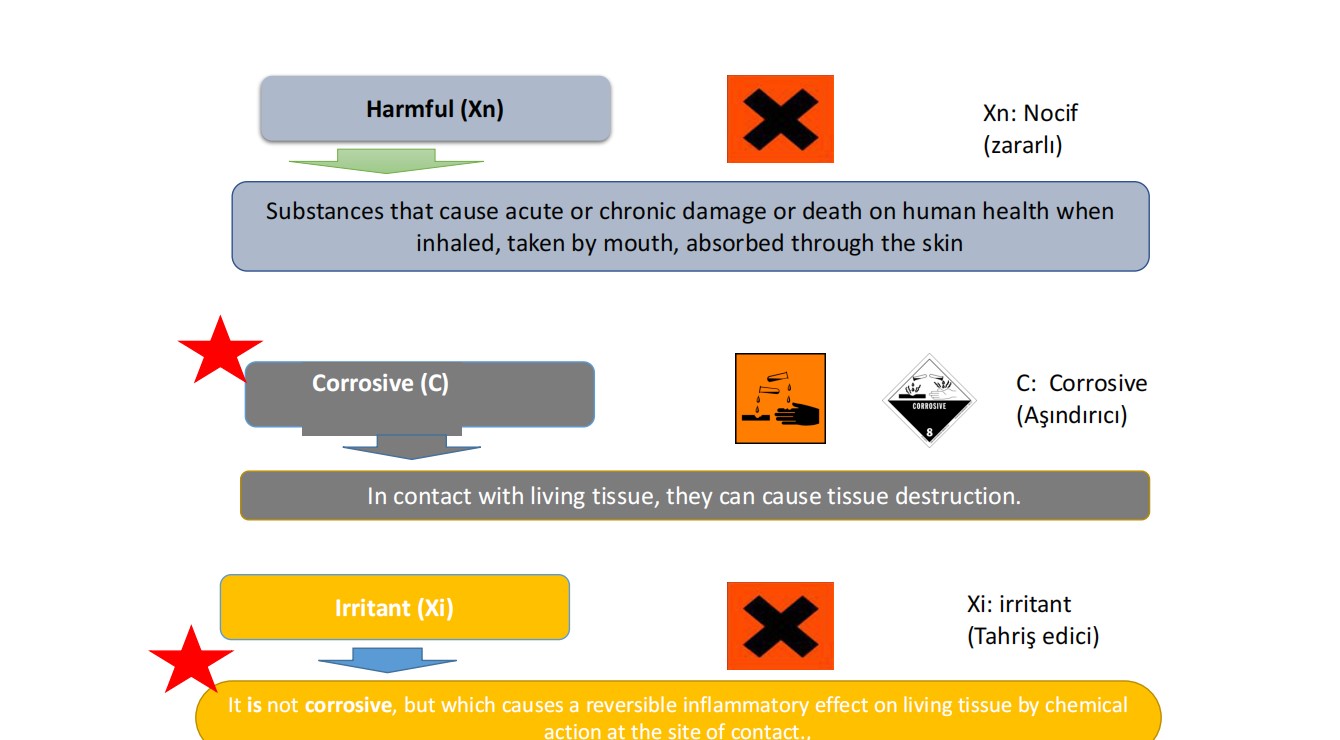 Harmful (Xn)
Xn: Nocif
(zararlı)
Substances that cause acute or chronic damage or death on human health when
inhaled, taken by mouth, absorbed through the skin
Corrosive (C)
CORROSIVE
8
C:  Corrosive
(Aşındırıcı)
In contact with living tissue, they can cause tissue destruction.
Irritant (Xi)
Xi: irritant
(Tahriş edici)
It is not corrosive, but which causes a reversible inflammatory effect on living tissue by chemical
action at the site of contact.,